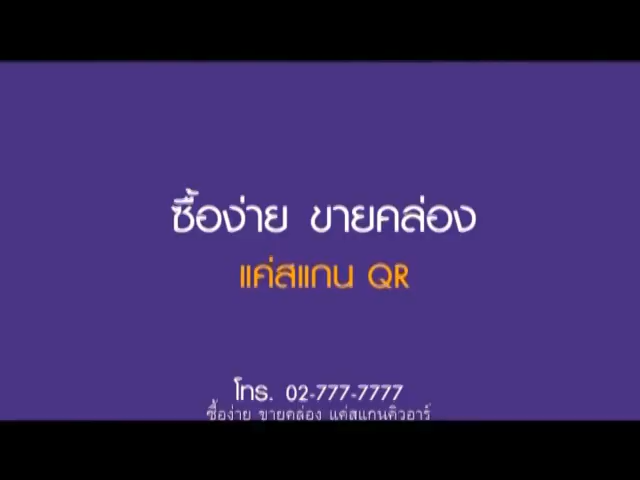 ซื้อง่าย ขายคล่อง
แค่สแกน QR
โทร. 02-777-7777
ซื้อง่าย ขายคล่อง แค่สแกนคิวอาร์